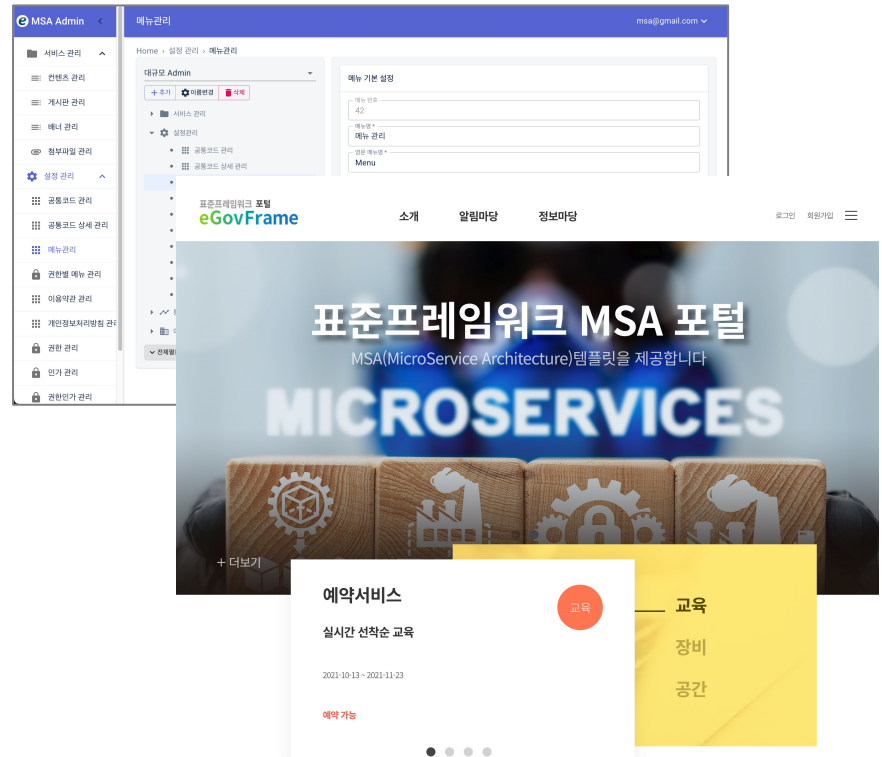 MSA Admin
메뉴관리
msa@gmail.com
Home › 설정 관리 › 메뉴관리
서비스 관리
컨텐츠 관리
게시판 관리
배너 관리
첨부파일 관리
설정 관리
공통코드 관리
공통코드 상세 관리
메뉴관리
권한별 메뉴 관리
이용약관 관리
개인정보처리방침
권한 관리
인가 관리
권한인가 관리
대규모 Admin
추가
이름변경
삭제
서비스 관리
설정관리
공통코드 관리
공통코드 상세 관리
메뉴 기본 설정
메뉴 번호
42
메뉴명 *
메뉴 관리
영문 메뉴명 *
Menu
표준프레임워크 포털
eGovFrame
소개
알림마당
정보마당
로그인
회원가입
표준프레임워크 MSA 포털
MSA(MicroService Architecture)템플릿을 제공합니다
MICROSERVICES
+ 더보기
예약서비스
교육
실시간 선착순 교육
2021-10-13 ~ 2021-11-23
예약 가능
교육
장비
공간